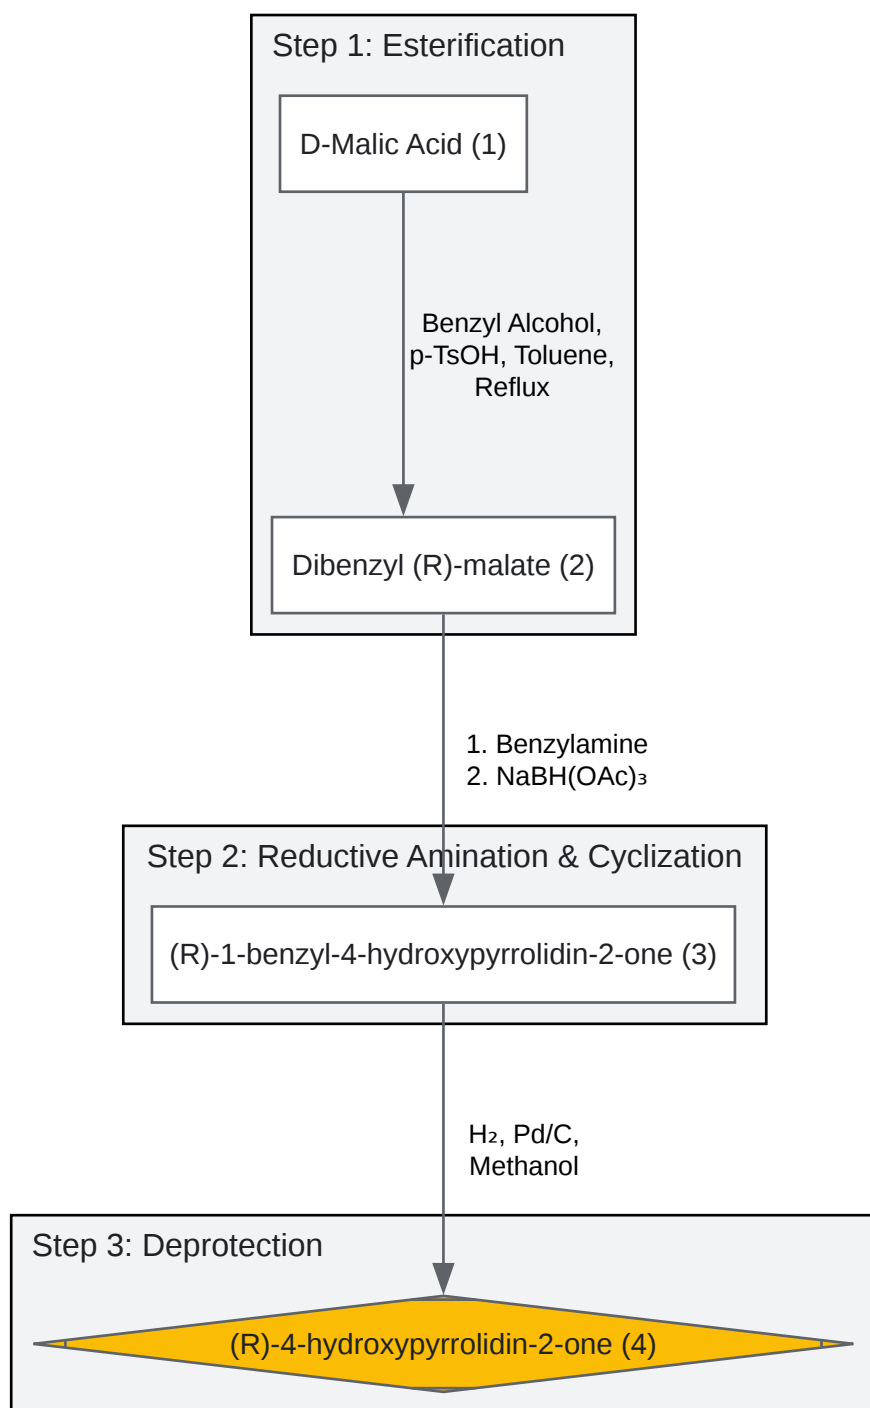 Step 1: Esterification
D-Malic Acid (1)
Benzyl Alcohol,
p-TsOH, Toluene,
Reflux
Dibenzyl (R)-malate (2)
1. Benzylamine
2. NaBH(OAc)₃
Step 2: Reductive Amination & Cyclization
(R)-1-benzyl-4-hydroxypyrrolidin-2-one (3)
H₂, Pd/C,
Methanol
Step 3: Deprotection
(R)-4-hydroxypyrrolidin-2-one (4)